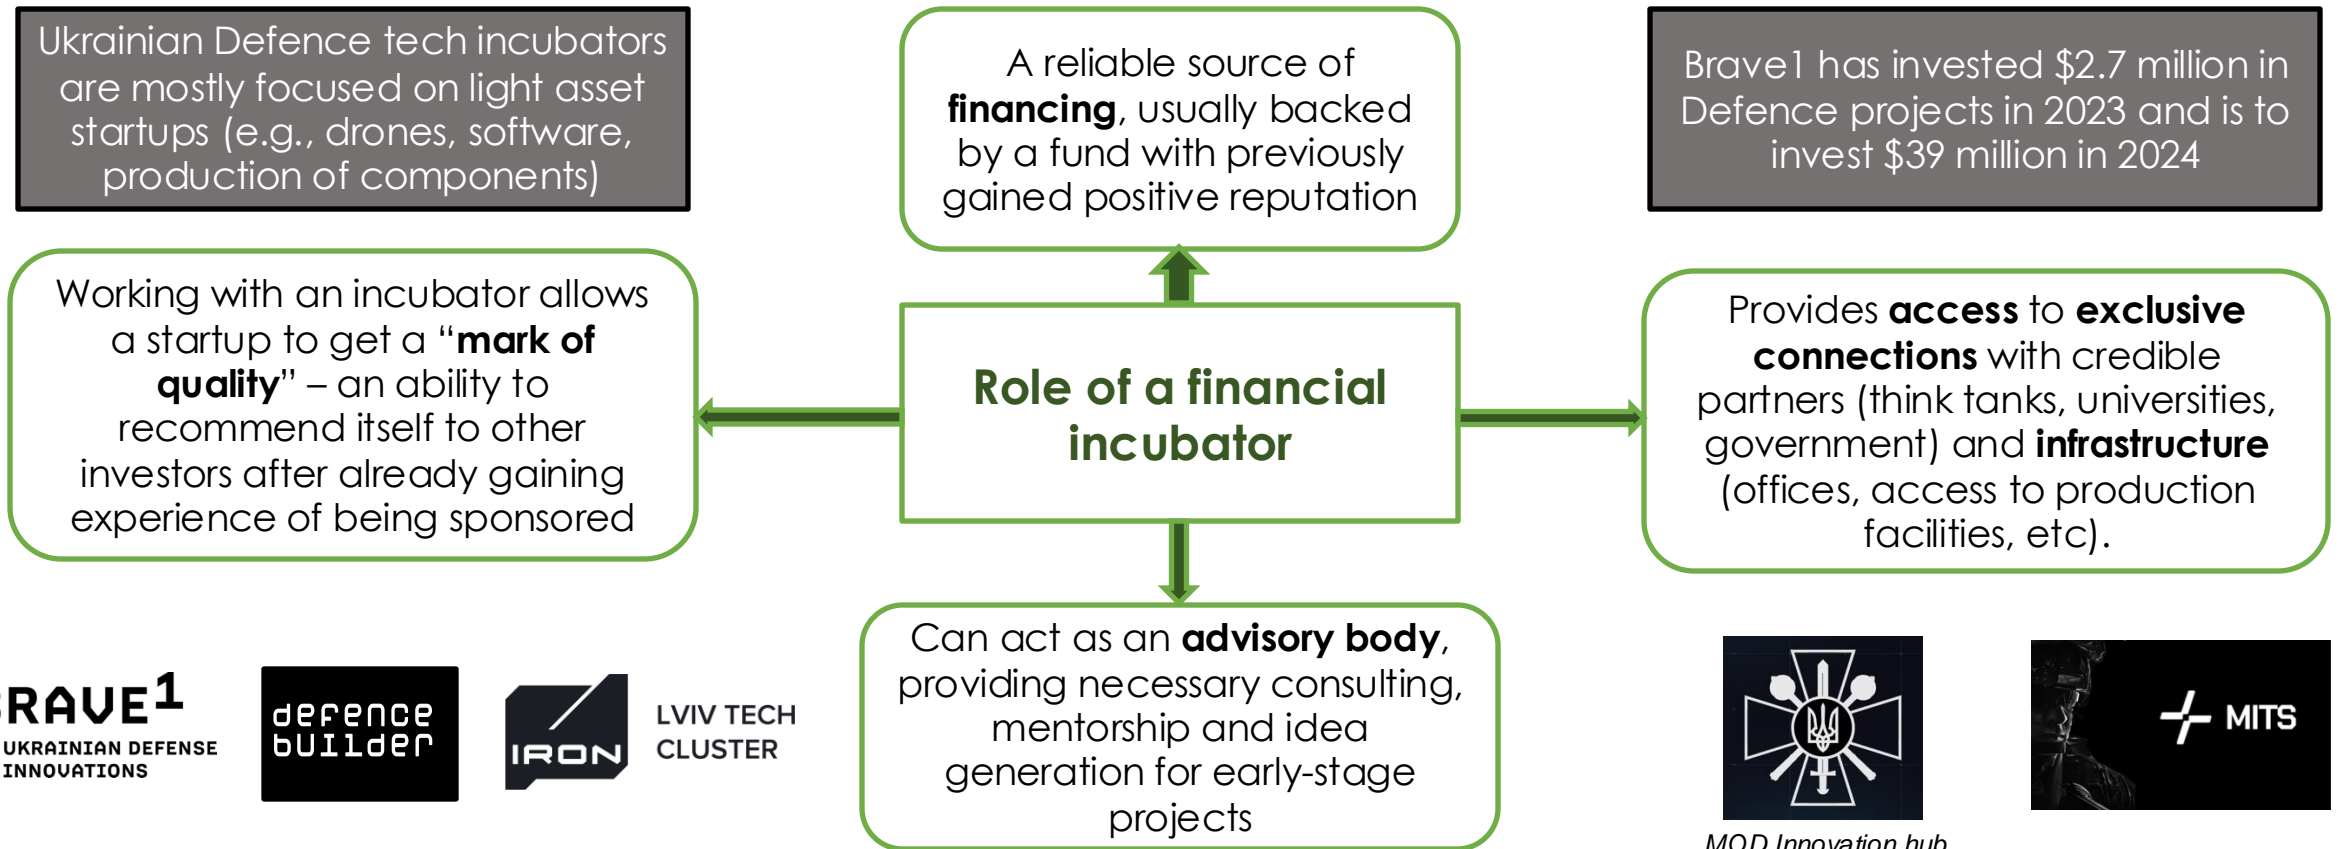 Ukrainian Defence tech incubators
are mostly focused on light asset
startups (e.g., drones, software,
production of components)
A reliable source of
financing, usually backed
by a fund with previously
gained positive reputation
Brave1 has invested $2.7 million in
Defence projects in 2023 and is to
invest $39 million in 2024
Working with an incubator allows
a startup to get a “mark of
quality” – an ability to
recommend itself to other
investors after already gaining
experience of being sponsored
Role of a financial
incubator
Provides access to exclusive
connections with credible
partners (think tanks, universities,
government) and infrastructure
(offices, access to production
facilities, etc).
Can act as an advisory body,
providing necessary consulting,
mentorship and idea
generation for early-stage
projects
BRAVE1
UKRAINIAN DEFENSE
INNOVATIONS
defence
builder
IRON
LVIV TECH
CLUSTER
MITS
MOD Innovation hub